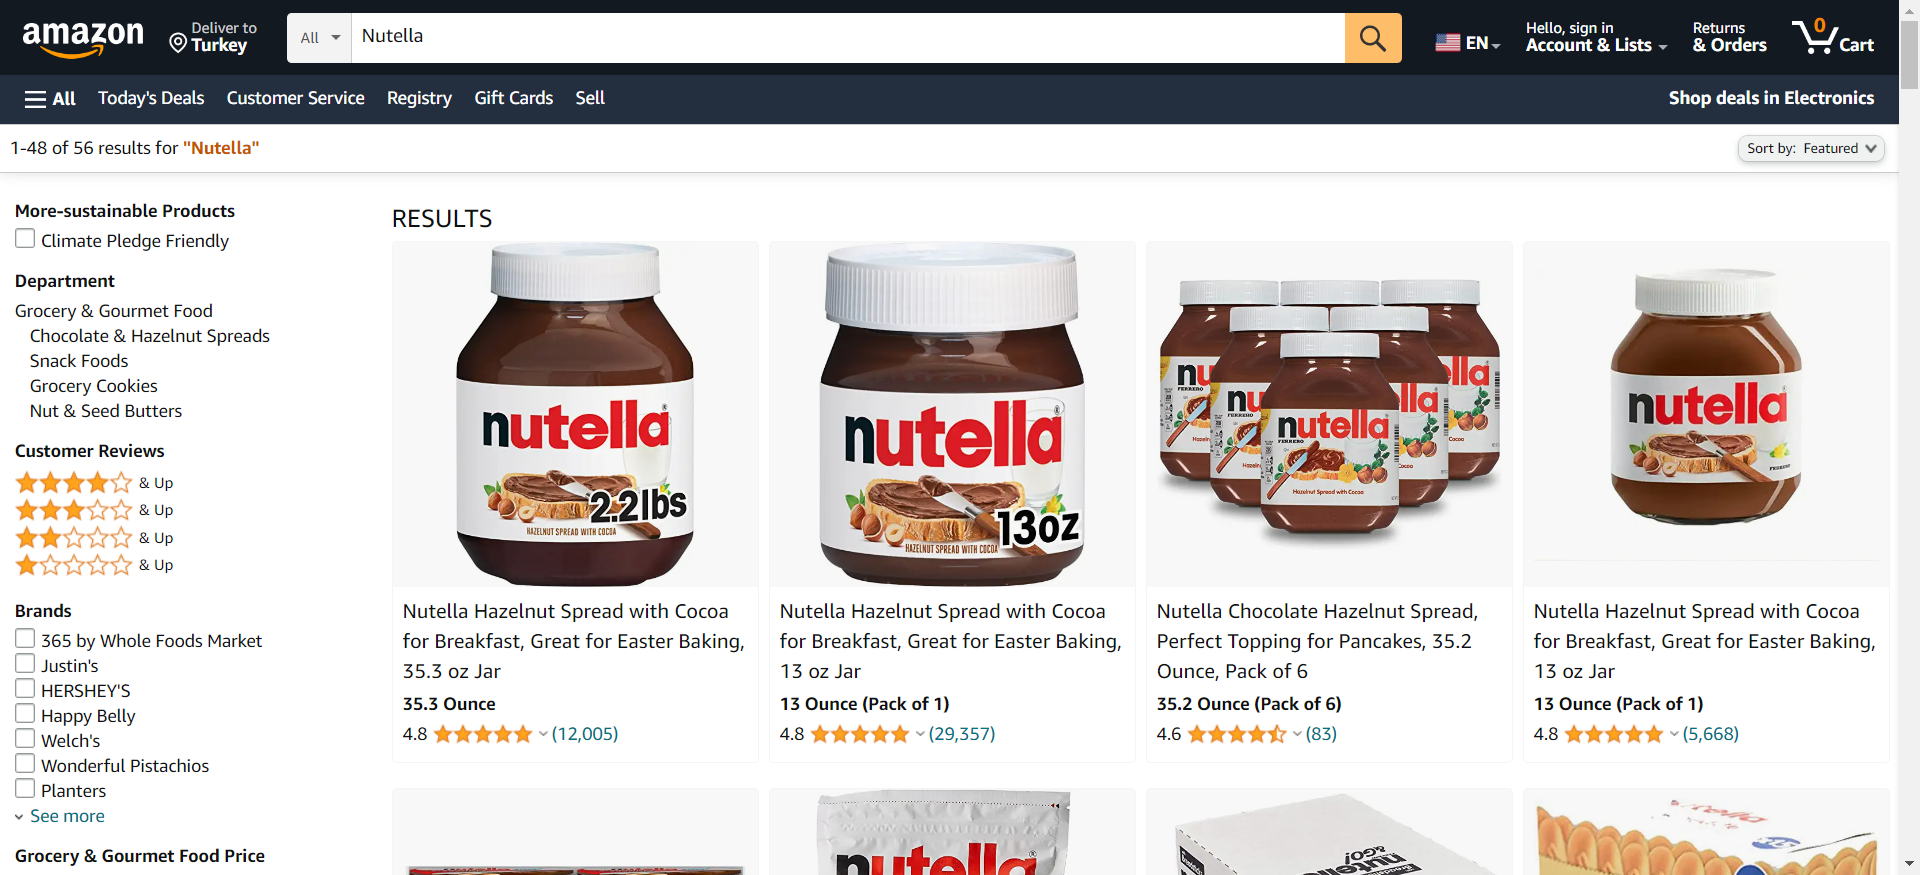 amazon
Deliver to
Turkey
All
Nutella
EN
Hello, sign in
Account & Lists
Returns
& Orders
0
Cart
All
Today's Deals
Customer Service
Registry
Gift Cards
Sell
Shop deals in Electronics
1-48 of 56 results for "Nutella"
Sort by: Featured
More-sustainable Products
Climate Pledge Friendly
Department
Grocery & Gourmet Food
Chocolate & Hazelnut Spreads
Snack Foods
Grocery Cookies
Nut & Seed Butters
Customer Reviews
& Up
& Up
& Up
& Up
Brands
365 by Whole Foods Market
Justin's
HERSHEY'S
Happy Belly
Welch's
Wonderful Pistachios
Planters
See more
Grocery & Gourmet Food Price
RESULTS
nutella
2.2lbs
HAZELNUT SPREAD WITH COCOA
Nutella Hazelnut Spread with Cocoa
for Breakfast, Great for Easter Baking,
35.3 oz Jar
35.3 Ounce
4.8 (12,005)
nutella
13oz
HAZELNUT SPREAD WITH COCOA
Nutella Hazelnut Spread with Cocoa
for Breakfast, Great for Easter Baking,
13 oz Jar
13 Ounce (Pack of 1)
4.8 (29,357)
nutella
FERRERO
Hazelnut Spread with Cocoa
Nutella Chocolate Hazelnut Spread,
Perfect Topping for Pancakes, 35.2
Ounce, Pack of 6
35.2 Ounce (Pack of 6)
4.6 (83)
nutella
FERRERO
Nutella Hazelnut Spread with Cocoa
for Breakfast, Great for Easter Baking,
13 oz Jar
13 Ounce (Pack of 1)
4.8 (5,668)
nutella
nutella
&GO!
nutella